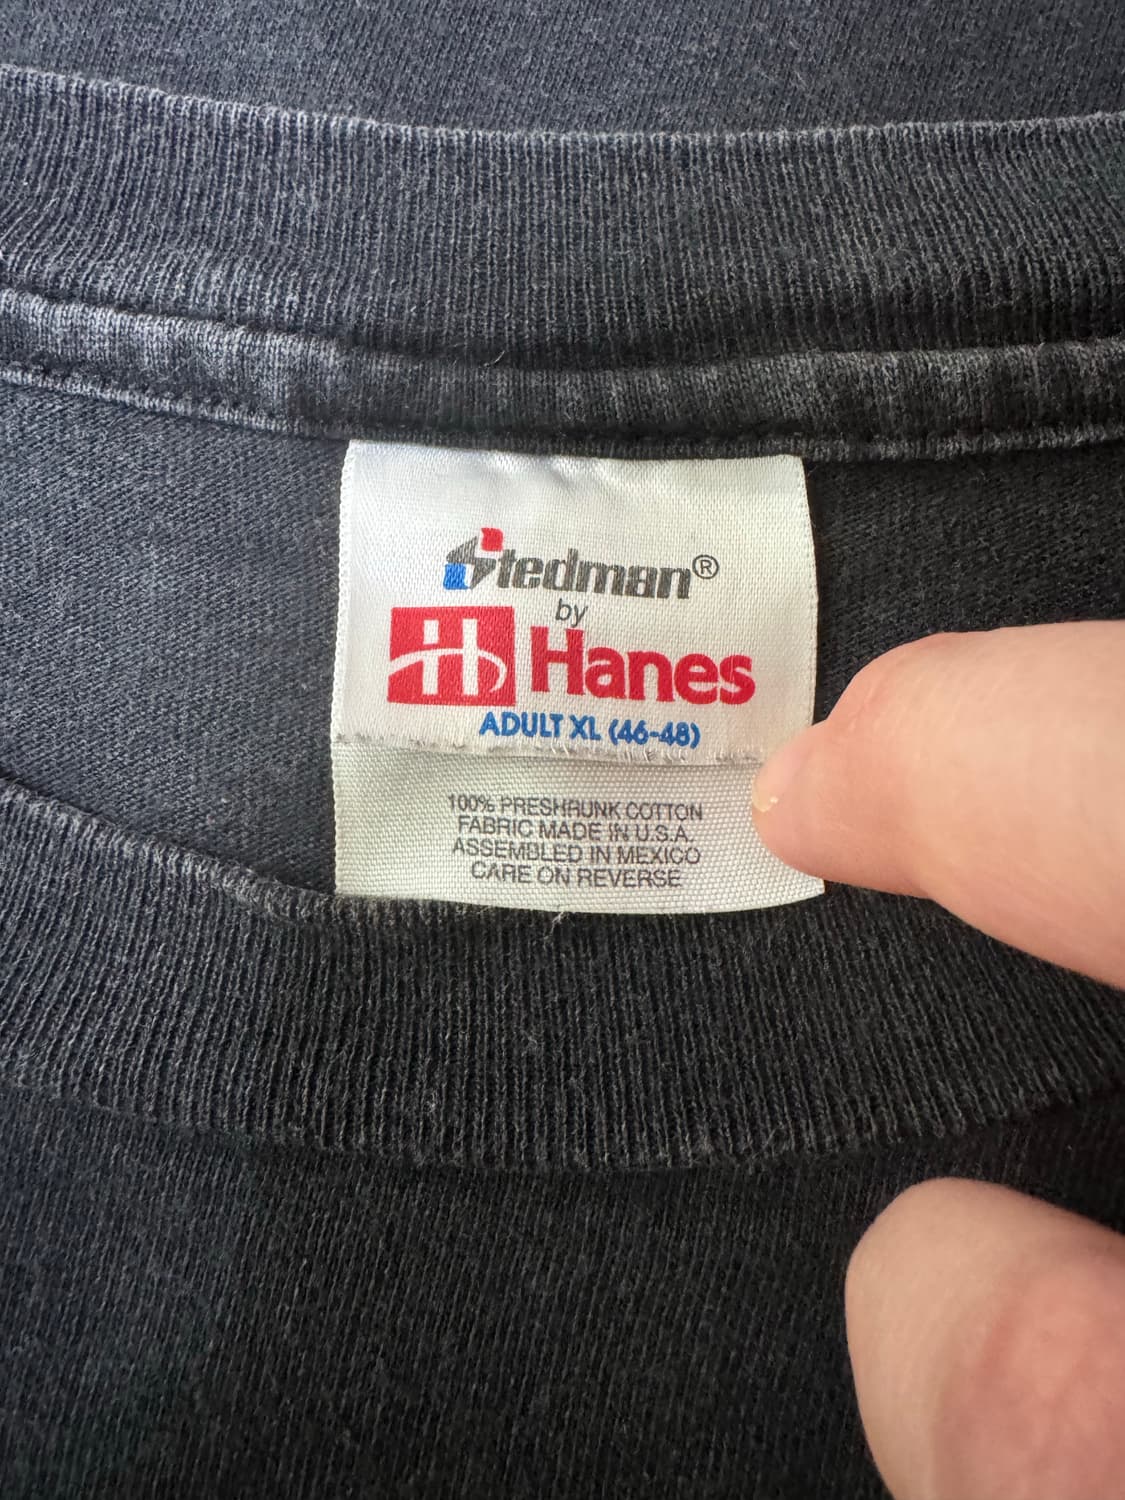 Stedman®
by
H Hanes
ADULT XL (46-48)
100% PRESHRUNK COTTON
FABRIC MADE IN U.S.A.
ASSEMBLED IN MEXICO
CARE ON REVERSE